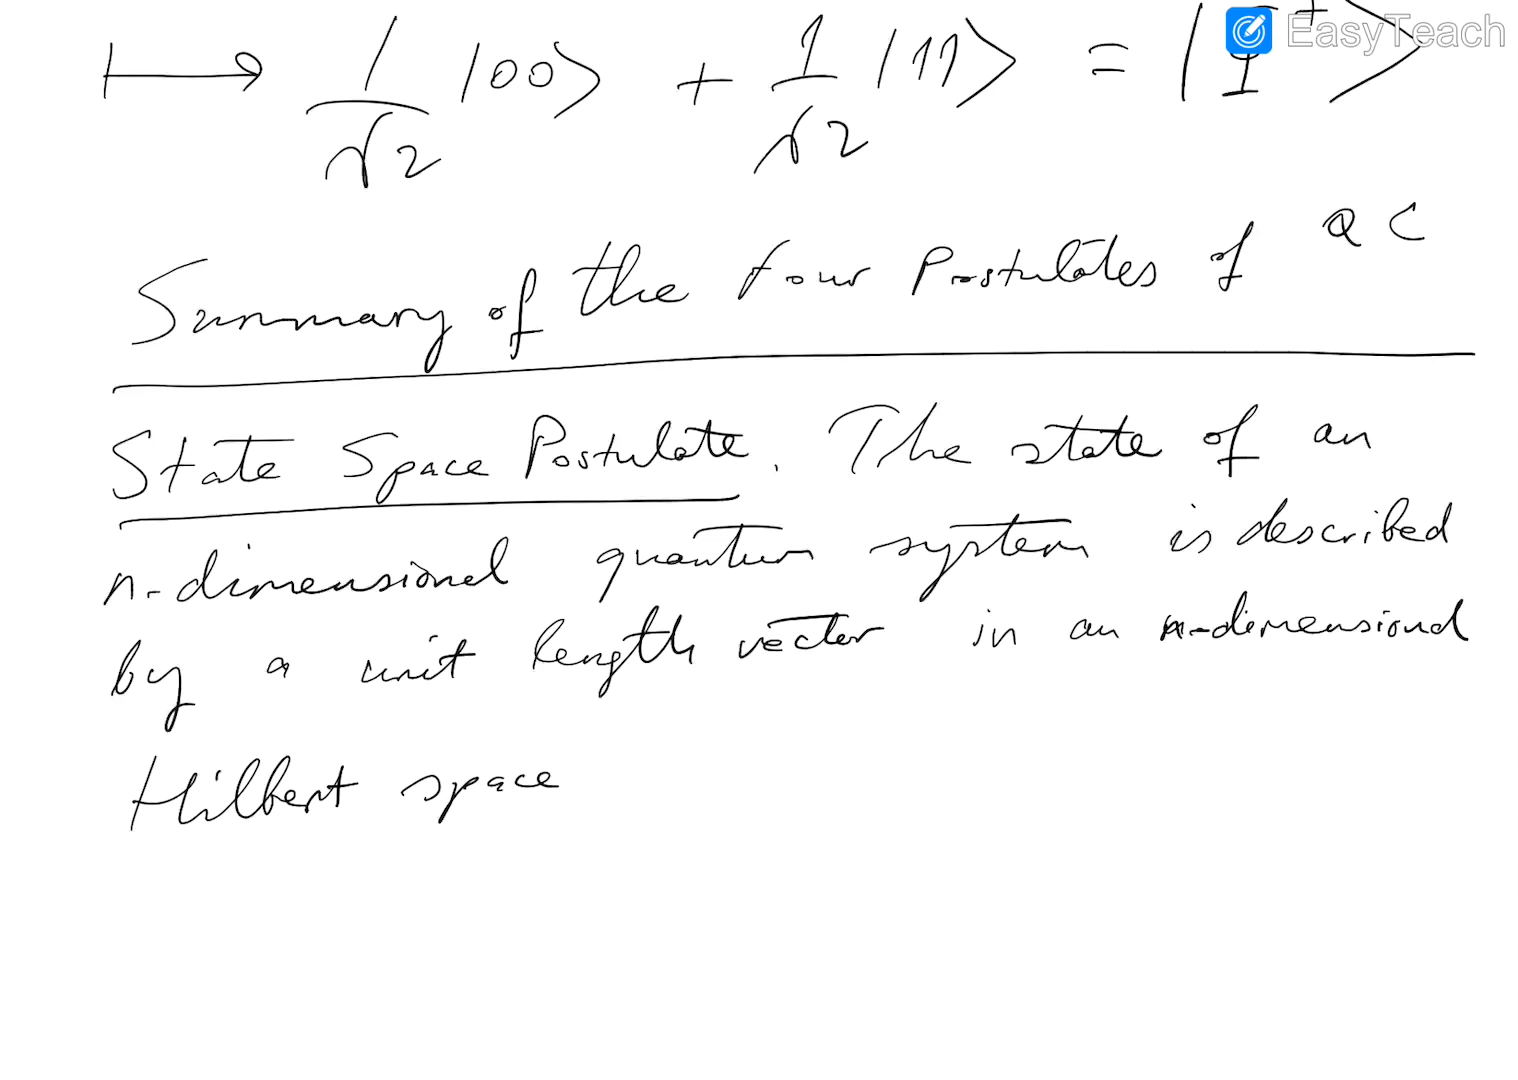 EasyTeach
↦ 1/√2 |00⟩ + 1/√2 |11⟩ = |Φ⁺⟩
Summary of the four Postulates of QC
State Space Postulate. The state of an
n-dimensional quantum system is described
by a unit length vector in an n-dimensional
Hilbert space